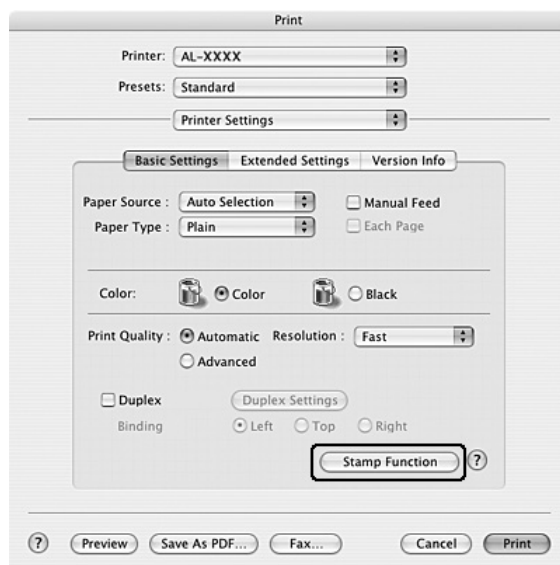 Print
Printer: AL-XXXX
Presets: Standard
Printer Settings
Basic Settings Extended Settings Version Info
Paper Source : Auto Selection Manual Feed
Paper Type : Plain Each Page
Color: Color Black
Print Quality : Automatic Resolution : Fast
Advanced
Duplex Duplex Settings
Binding Left Top Right
Stamp Function ?
? Preview Save As PDF... Fax... Cancel Print